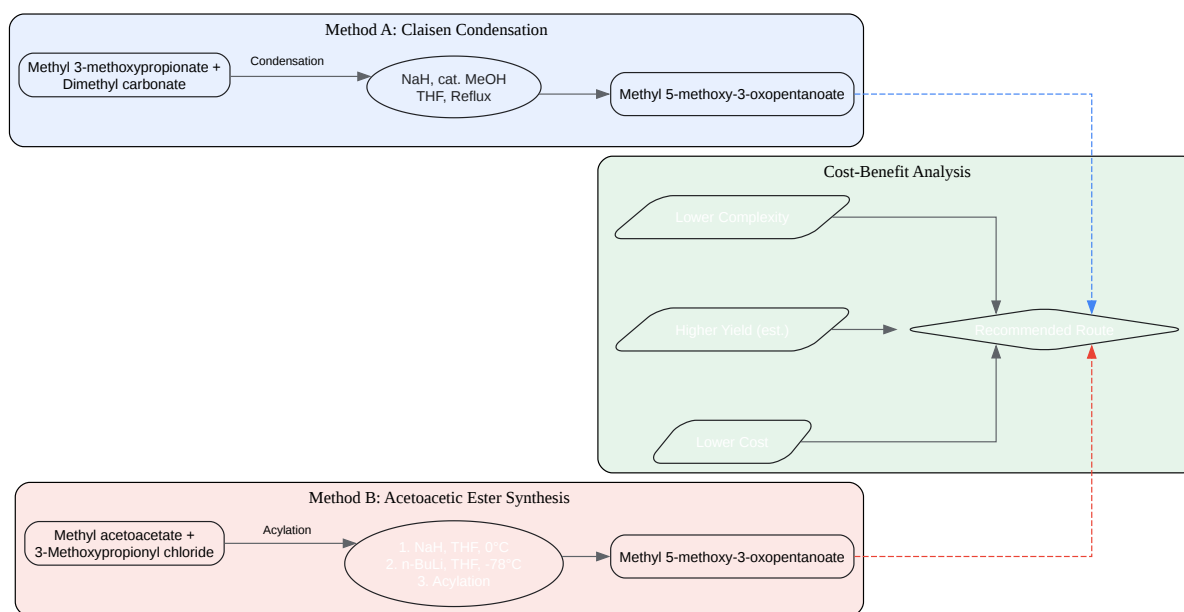 Method A: Claisen Condensation
Methyl 3-methoxypropionate +
Dimethyl carbonate
Condensation
NaH, cat. MeOH
THF, Reflux
Methyl 5-methoxy-3-oxopentanoate
Cost-Benefit Analysis
Lower Complexity
Higher Yield (est.)
Recommended Route
Lower Cost
Method B: Acetoacetic Ester Synthesis
Methyl acetoacetate +
3-Methoxypropionyl chloride
Acylation
1. NaH, THF, 0°C
2. n-BuLi, THF, -78°C
3. Acylation
Methyl 5-methoxy-3-oxopentanoate